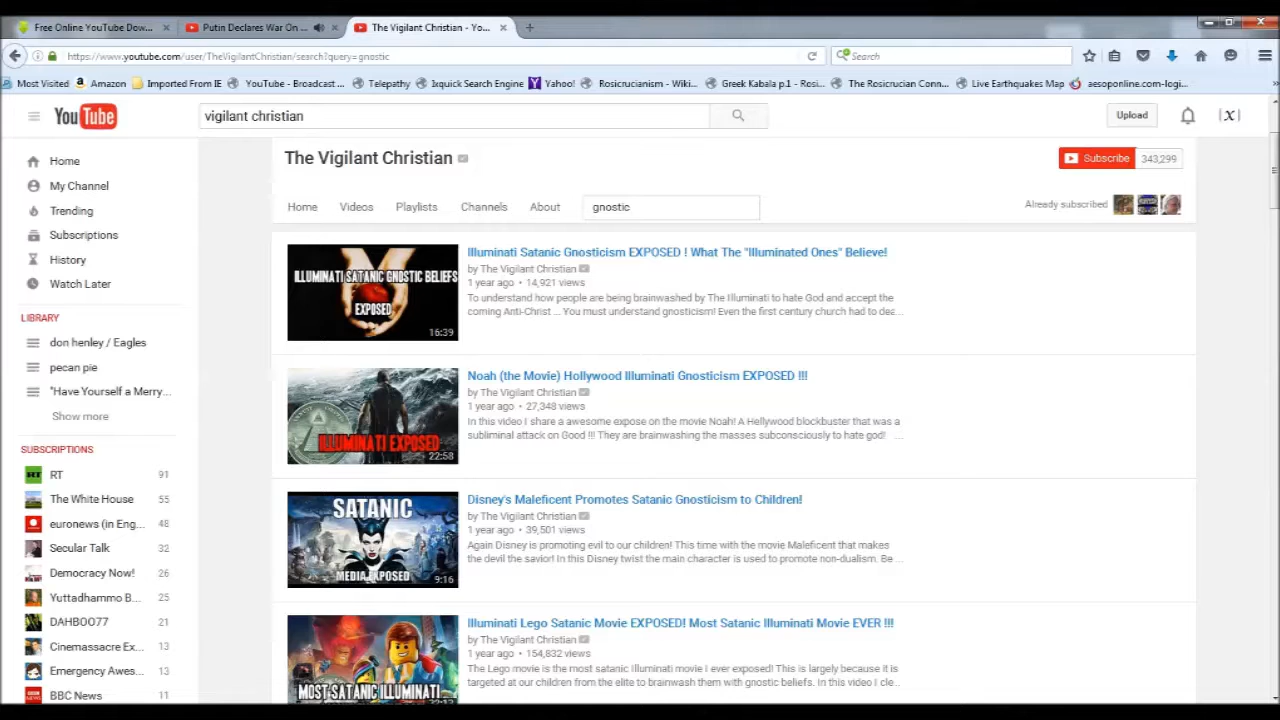 Free Online YouTube Dow...
Putin Declares War On ...
The Vigilant Christian - Yo...
https://www.youtube.com/user/TheVigilantChristian/search?query=gnostic
Search
Most Visited
Amazon
Imported From IE
YouTube - Broadcast ...
Telepathy
Ixquick Search Engine
Yahoo!
Rosicrucianism - Wiki...
Greek Kabala p.1 - Rosi...
The Rosicrucian Conn...
Live Earthquakes Map
aesoponline.com-logi...
YouTube
vigilant christian
Upload
Home
My Channel
Trending
Subscriptions
History
Watch Later
LIBRARY
don henley / Eagles
pecan pie
"Have Yourself a Merry...
Show more
SUBSCRIPTIONS
RT 91
The White House 55
euronews (in Eng... 48
Secular Talk 32
Democracy Now! 26
Yuttadhammo B... 25
DAHBOO77 21
Cinemassacre Ex... 13
Emergency Awes... 13
BBC News 11
The Vigilant Christian
Subscribe 343,299
Home Videos Playlists Channels About gnostic
Already subscribed
ILLUMINATI SATANIC GNOSTIC BELIEFS
EXPOSED
16:39
Illuminati Satanic Gnosticism EXPOSED ! What The "Illuminated Ones" Believe!
by The Vigilant Christian
1 year ago • 14,921 views
To understand how people are being brainwashed by The Illuminati to hate God and accept the
coming Anti-Christ ... You must understand gnosticism! Even the first century church had to dea...
ILLUMINATI EXPOSED
22:58
Noah (the Movie) Hollywood Illuminati Gnosticism EXPOSED !!!
by The Vigilant Christian
1 year ago • 27,348 views
In this video I share a awesome expose on the movie Noah! A Hellywood blockbuster that was a
subliminal attack on Good !!! They are brainwashing the masses subconsciously to hate god! ...
SATANIC
MEDIA EXPOSED
9:16
Disney's Maleficent Promotes Satanic Gnosticism to Children!
by The Vigilant Christian
1 year ago • 39,501 views
Again Disney is promoting evil to our children! This time with the movie Maleficent that makes
the devil the savior! In this Disney twist the main character is used to promote non-dualism. Be ...
MOST SATANIC ILLUMINATI
Illuminati Lego Satanic Movie EXPOSED! Most Satanic Illuminati Movie EVER !!!
by The Vigilant Christian
1 year ago • 154,832 views
The Lego movie is the most satanic Illuminati movie I ever exposed! This is largely because it is
targeted at our children from the elite to brainwash them with gnostic beliefs. In this video I cle...